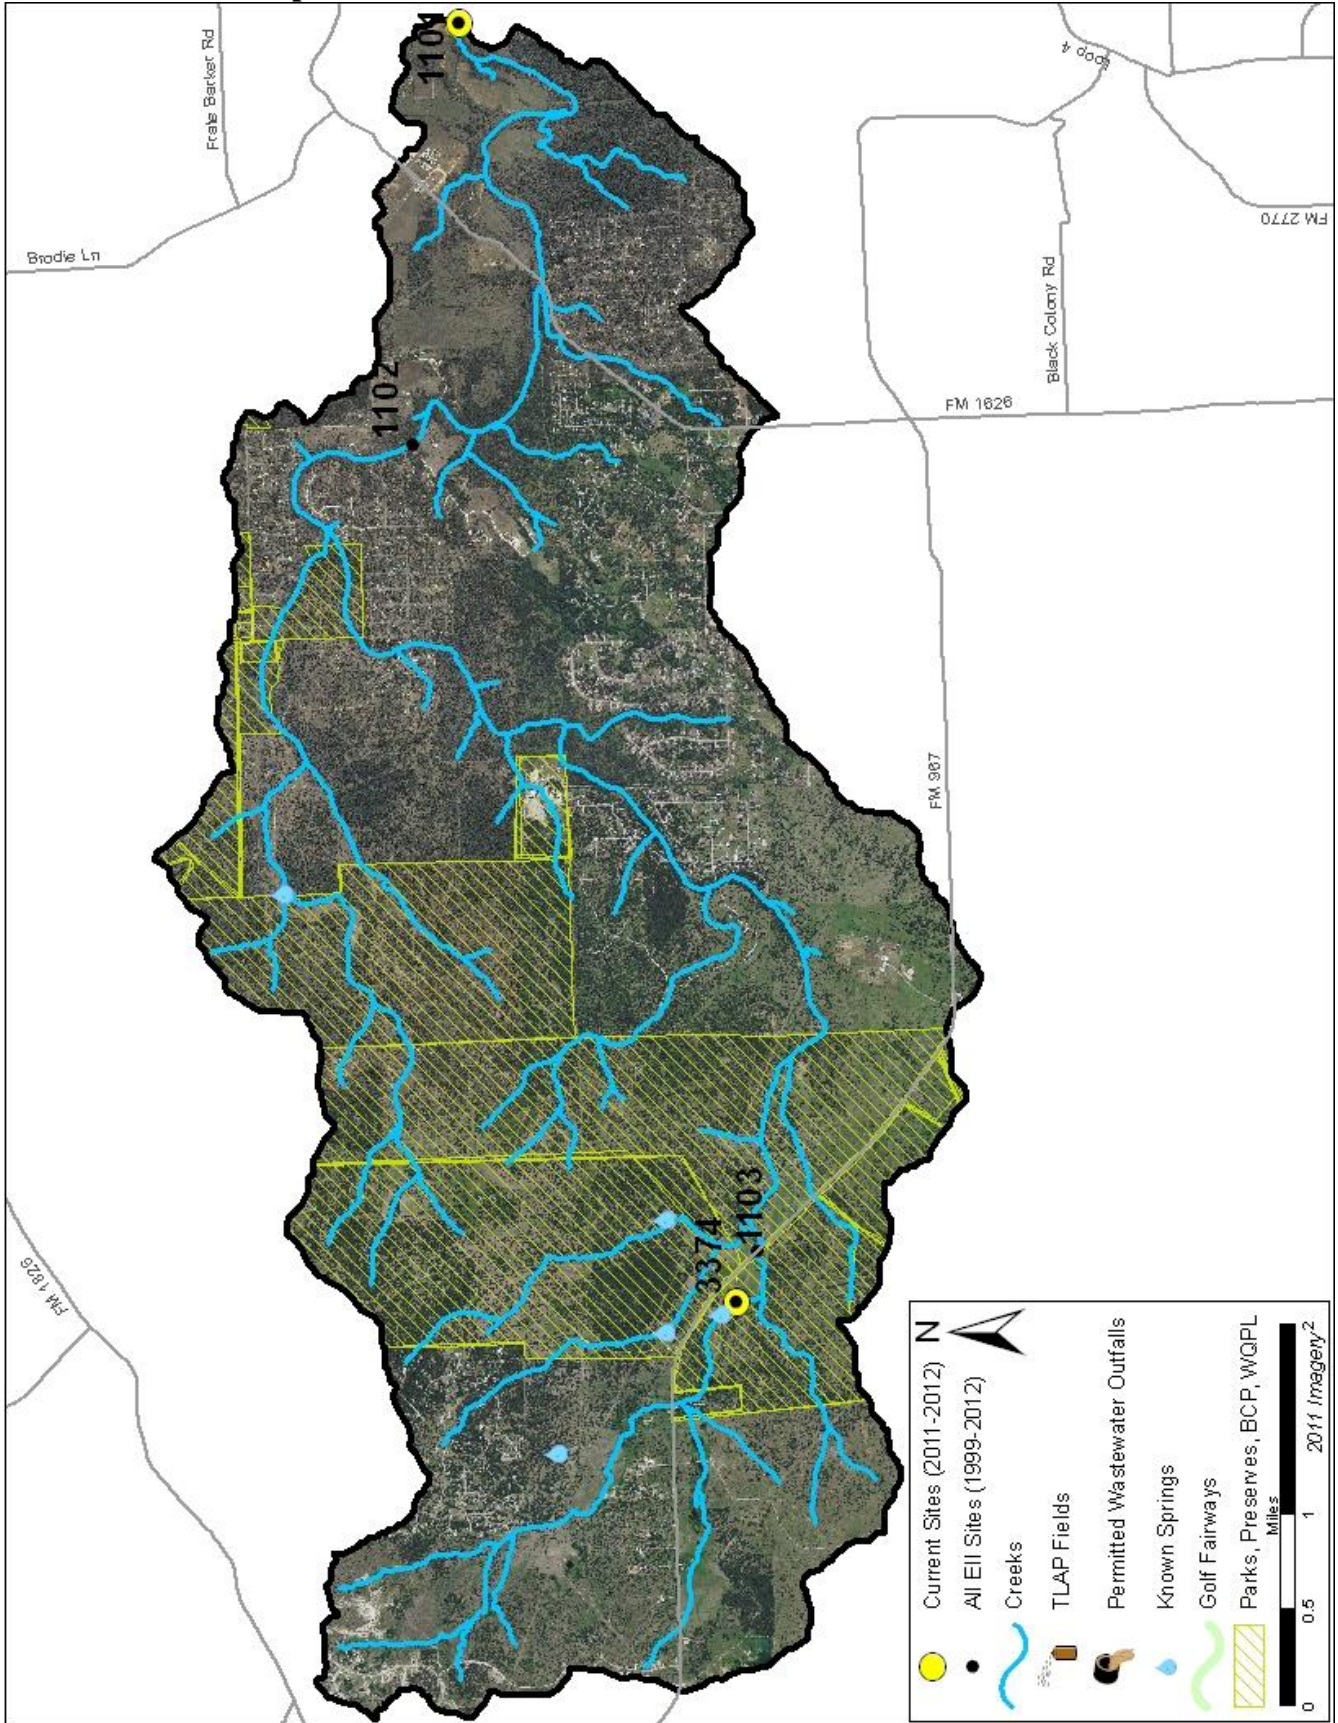 Frate Barker Rd
Brodie Ln
Loop 4
FM 2770
Black Colony Rd
FM 1626
FM 967
FM 1826
1101
1102
1103
3374
N
Current Sites (2011-2012)
All EII Sites (1999-2012)
Creeks
TLAP Fields
Permitted Wastewater Outfalls
Known Springs
Golf Fairways
Parks, Preserves, BCP, WQPL
Miles
0 0.5 1 2
2011 Imagery